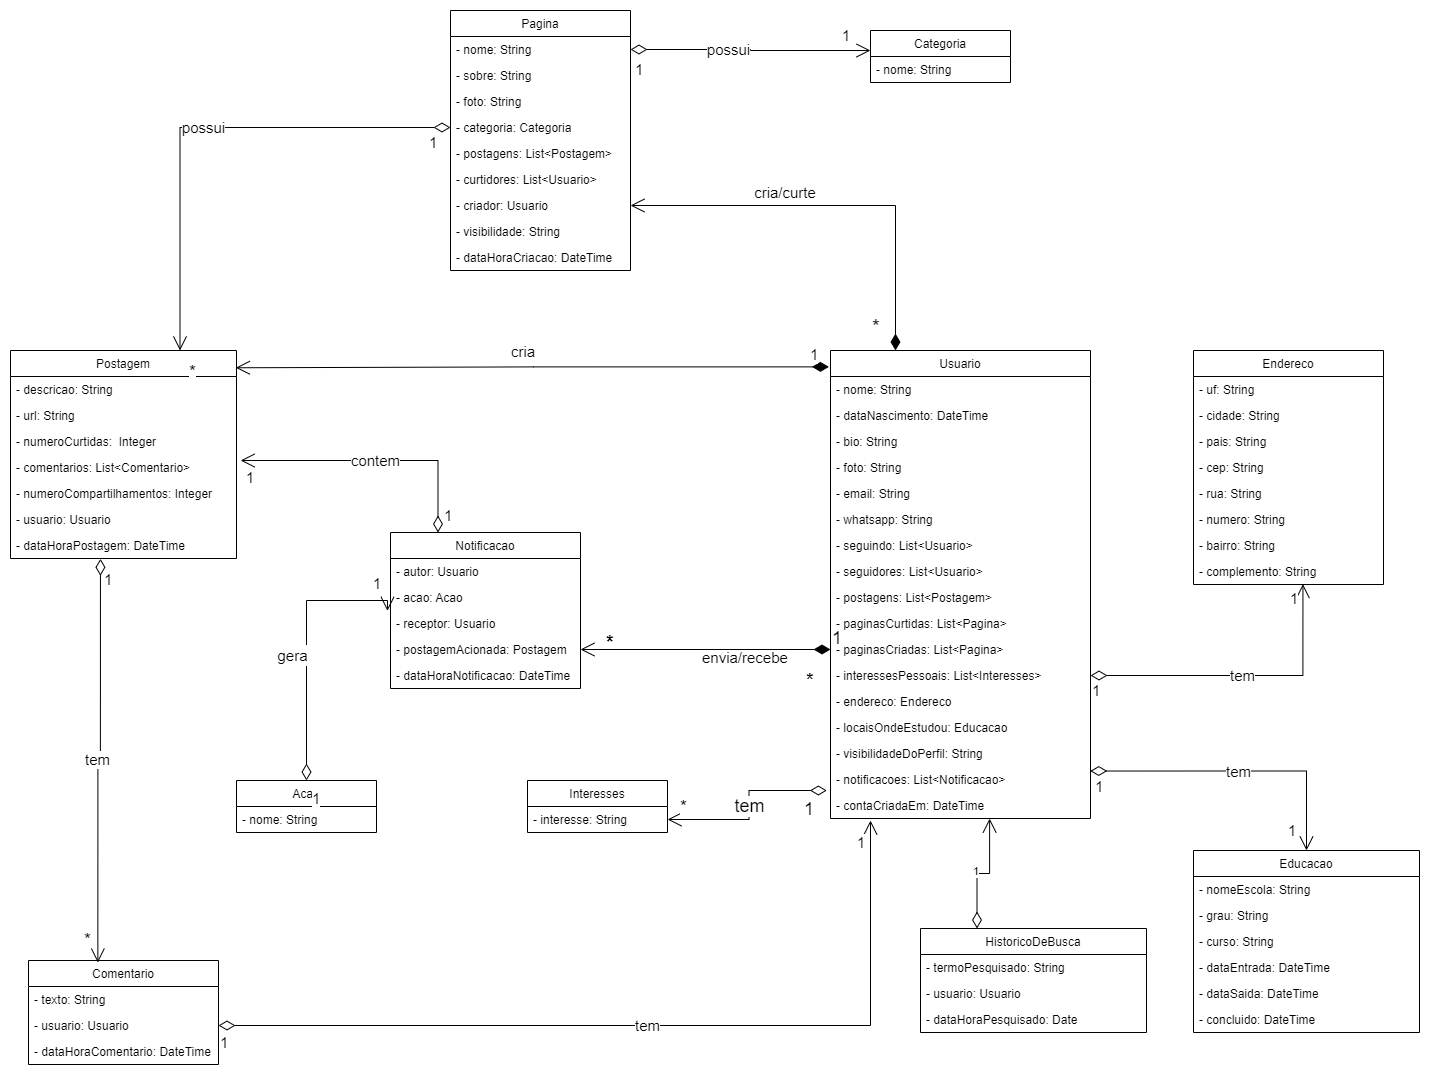 Pagina
- nome: String
- sobre: String
- foto: String
- categoria: Categoria
- postagens: List<Postagem>
- curtidores: List<Usuario>
- criador: Usuario
- visibilidade: String
- dataHoraCriacao: DateTime
1
possui
1
Categoria
- nome: String
possui
1
cria/curte
*
Postagem
*
- descricao: String
- url: String
- numeroCurtidas: Integer
- comentarios: List<Comentario>
- numeroCompartilhamentos: Integer
- usuario: Usuario
- dataHoraPostagem: DateTime
cria
1
Usuario
- nome: String
- dataNascimento: DateTime
- bio: String
- foto: String
- email: String
- whatsapp: String
- seguindo: List<Usuario>
- seguidores: List<Usuario>
- postagens: List<Postagem>
- paginasCurtidas: List<Pagina>
- paginasCriadas: List<Pagina>
- interessesPessoais: List<Interesses>
- endereco: Endereco
- locaisOndeEstudou: Educacao
- visibilidadeDoPerfil: String
- notificacoes: List<Notificacao>
- contaCriadaEm: DateTime
Endereco
- uf: String
- cidade: String
- pais: String
- cep: String
- rua: String
- numero: String
- bairro: String
- complemento: String
contem
1
1
Notificacao
- autor: Usuario
- acao: Acao
- receptor: Usuario
- postagemAcionada: Postagem
- dataHoraNotificacao: DateTime
1
1
gera
*
1
envia/recebe
*
1
1
tem
tem
1
tem
1
Aca
1
- nome: String
Interesses
- interesse: String
*
tem
1
1
1
Educacao
- nomeEscola: String
- grau: String
- curso: String
- dataEntrada: DateTime
- dataSaida: DateTime
- concluido: DateTime
1
HistoricoDeBusca
- termoPesquisado: String
- usuario: Usuario
- dataHoraPesquisado: Date
*
Comentario
- texto: String
- usuario: Usuario
- dataHoraComentario: DateTime
1
tem